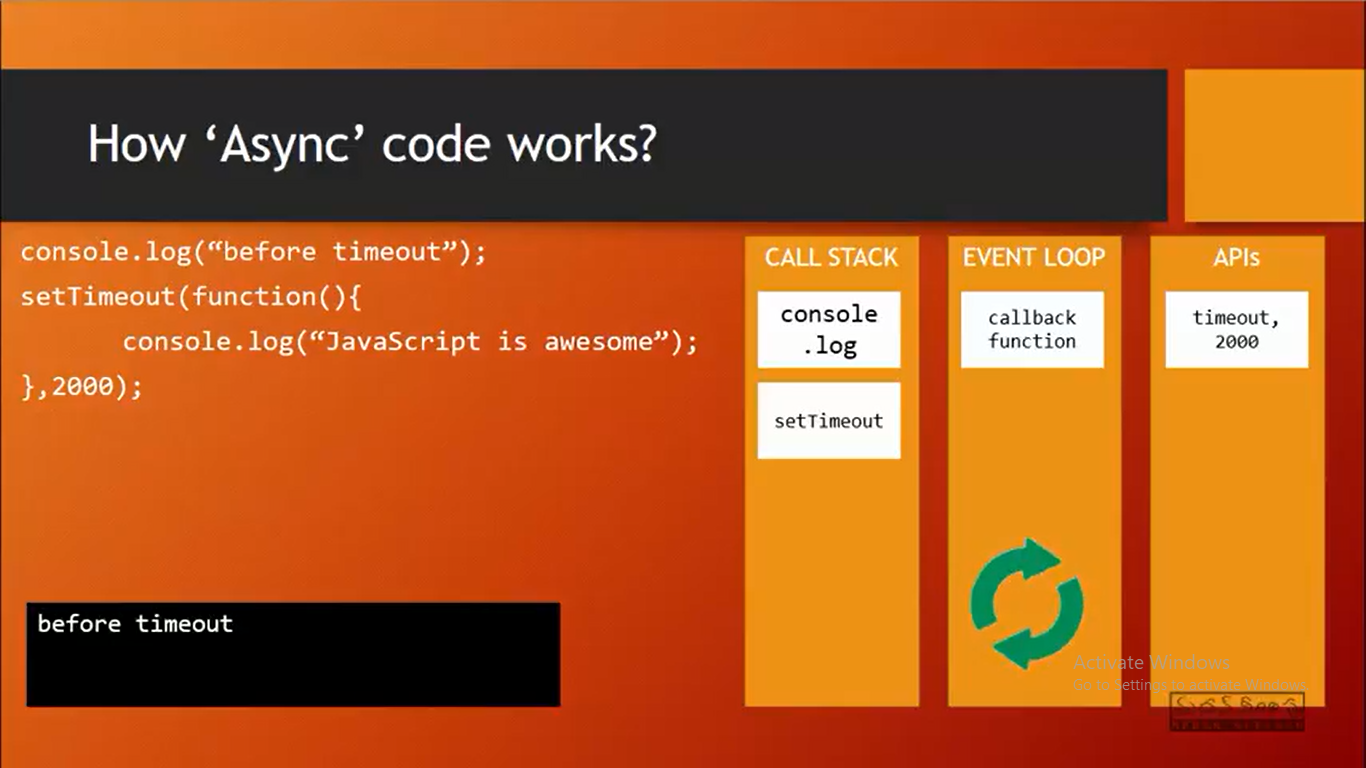 How ‘Async’ code works?
console.log(“before timeout”);
setTimeout(function(){
console.log(“JavaScript is awesome”);
},2000);
before timeout
CALL STACK
console
.log
setTimeout
EVENT LOOP
callback
function
APIs
timeout,
2000
Activate Windows
Go to Settings to activate Windows.